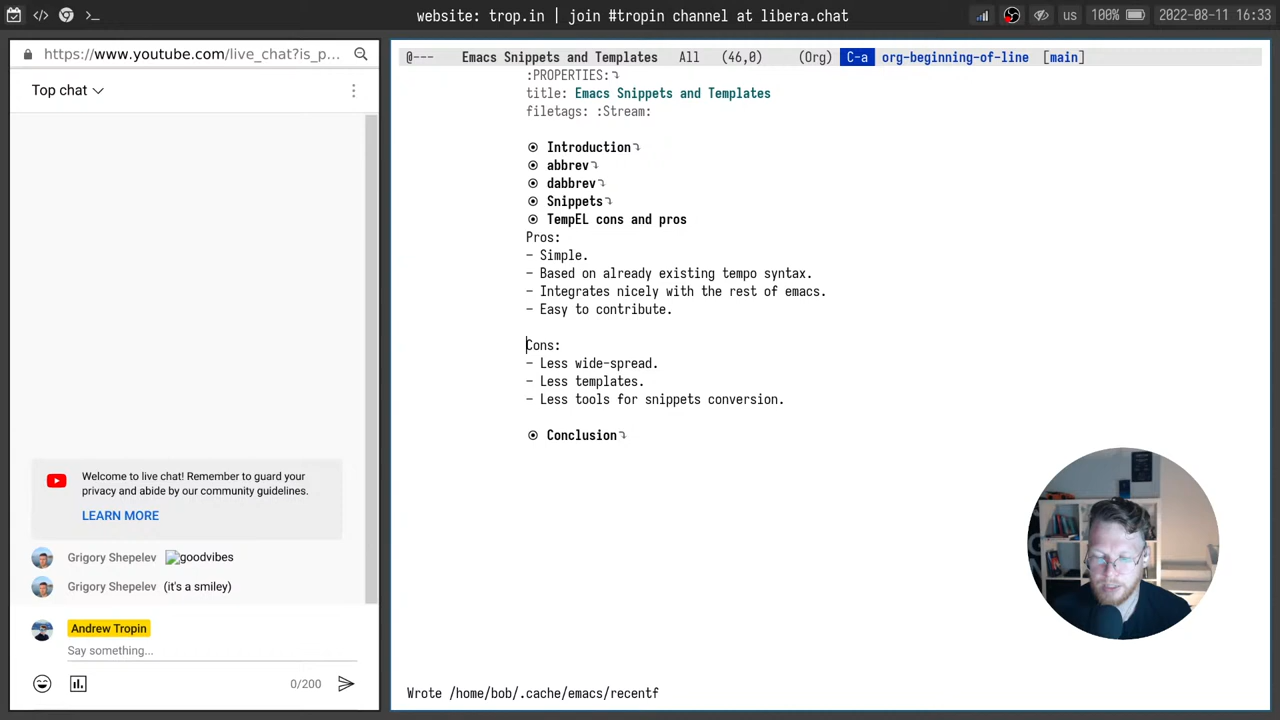 website: trop.in | join #tropin channel at libera.chat
us 100% 2022-08-11 16:33
https://www.youtube.com/live_chat?is_p...
Top chat
Welcome to live chat! Remember to guard your
privacy and abide by our community guidelines.
LEARN MORE
Grigory Shepelev goodvibes
Grigory Shepelev (it's a smiley)
Andrew Tropin
Say something...
0/200
@--- Emacs Snippets and Templates All (46,0) (Org) C-a org-beginning-of-line [main]
:PROPERTIES:
title: Emacs Snippets and Templates
filetags: :Stream:
Introduction
abbrev
dabbrev
Snippets
TempEL cons and pros
Pros:
- Simple.
- Based on already existing tempo syntax.
- Integrates nicely with the rest of emacs.
- Easy to contribute.
Cons:
- Less wide-spread.
- Less templates.
- Less tools for snippets conversion.
Conclusion
Wrote /home/bob/.cache/emacs/recentf